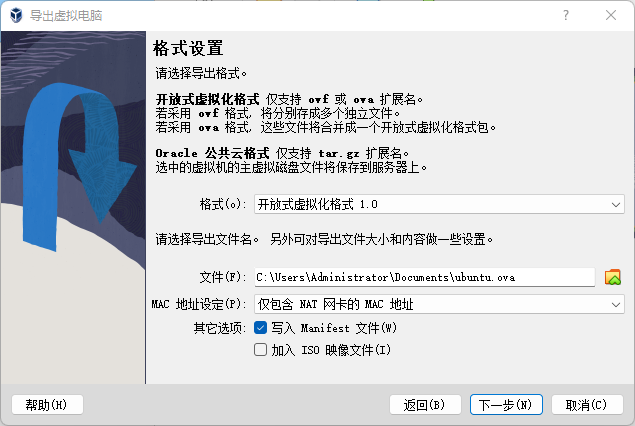 导出虚拟电脑
格式设置
请选择导出格式。
开放式虚拟化格式 仅支持 ovf 或 ova 扩展名。
若采用 ovf 格式, 将分别存成多个独立文件。
若采用 ova 格式, 这些文件将合并成一个开放式虚拟化格式包。
Oracle 公共云格式 仅支持 tar.gz 扩展名。
选中的虚拟机的主虚拟磁盘文件将保存到服务器上。
格式(o): 开放式虚拟化格式 1.0
请选择导出文件名。 另外可对导出文件大小和内容做一些设置。
文件(F): C:\Users\Administrator\Documents\ubuntu.ova
MAC 地址设定(P): 仅包含 NAT 网卡的 MAC 地址
其它选项: 写入 Manifest 文件(W)
加入 ISO 映像文件(I)
帮助(H) 返回(B) 下一步(N) 取消(C)